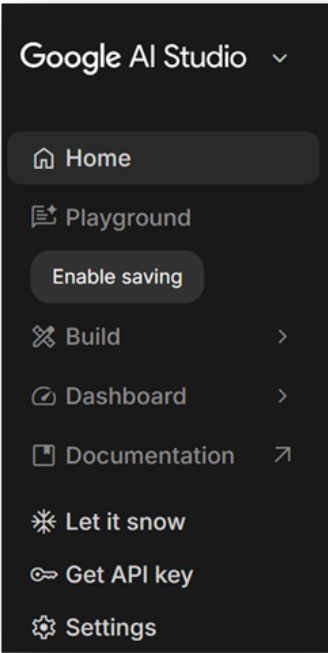 Google AI Studio
Home
Playground
Enable saving
Build
Dashboard
Documentation
Let it snow
Get API key
Settings